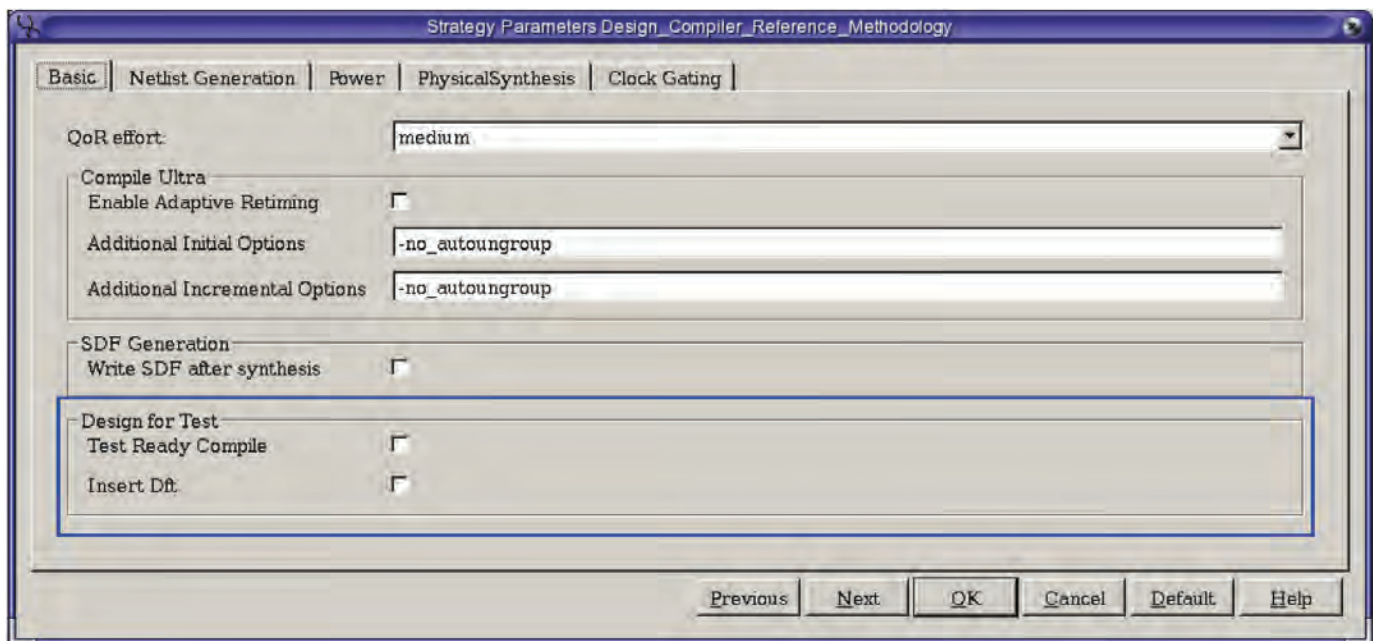 Strategy Parameters Design_Compiler_Reference_Methodology
Basic Netlist Generation Power PhysicalSynthesis Clock Gating
QoR effort: medium
Compile Ultra
Enable Adaptive Retiming
Additional Initial Options -no_autoungroup
Additional Incremental Options -no_autoungroup
SDF Generation
Write SDF after synthesis
Design for Test
Test Ready Compile
Insert Dft
Previous Next OK Cancel Default Help